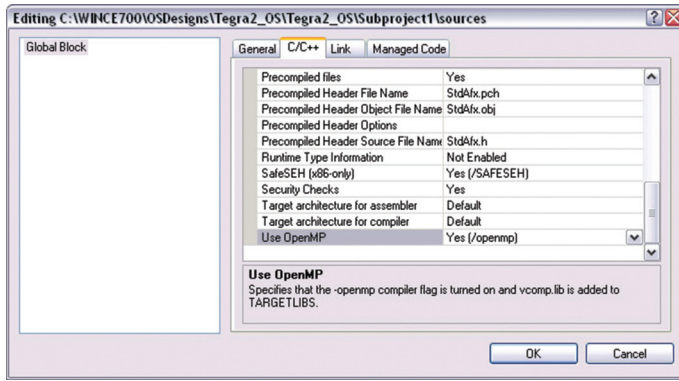 Editing C:\WINCE700\OSDesigns\Tegra2_OS\Tegra2_OS\Subproject1\sources
Global Block
General C/C++ Link Managed Code
Precompiled files Yes
Precompiled Header File Name StdAfx.pch
Precompiled Header Object File Name StdAfx.obj
Precompiled Header Options
Precompiled Header Source File Name StdAfx.h
Runtime Type Information Not Enabled
SafeSEH (x86-only) Yes (/SAFESEH)
Security Checks Yes
Target architecture for assembler Default
Target architecture for compiler Default
Use OpenMP Yes (/openmp)
Use OpenMP
Specifies that the -openmp compiler flag is turned on and vcomp.lib is added to
TARGETLIBS.
OK Cancel